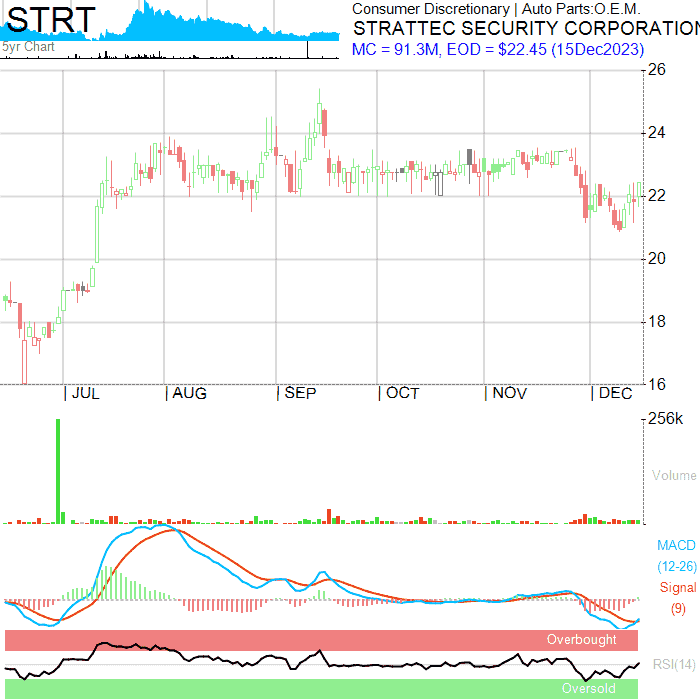 STRT
5yr Chart
Consumer Discretionary | Auto Parts:O.E.M.
STRATTEC SECURITY CORPORATION
MC = 91.3M, EOD = $22.45 (15Dec2023)
26
24
22
20
18
16
| JUL | AUG | SEP | OCT | NOV | DEC
256k
Volume
MACD
(12-26)
Signal
(9)
Overbought
RSI(14)
Oversold